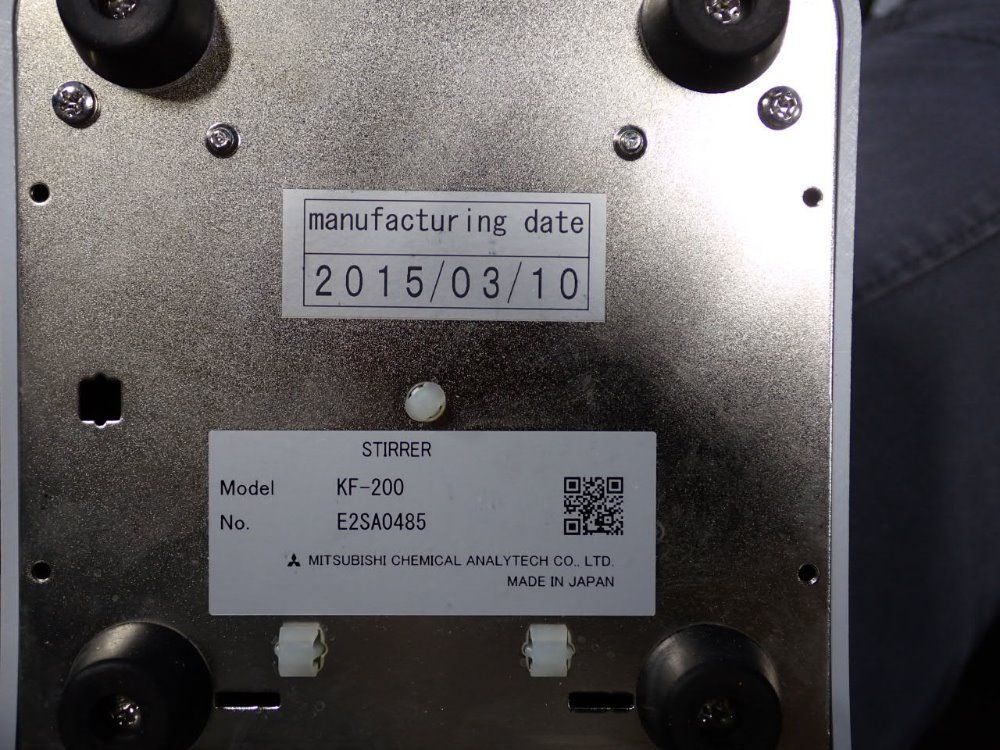 manufacturing date
2015/03/10
STIRRER
Model KF-200
No. E2SA0485
MITSUBISHI CHEMICAL ANALYTECH CO., LTD.
MADE IN JAPAN